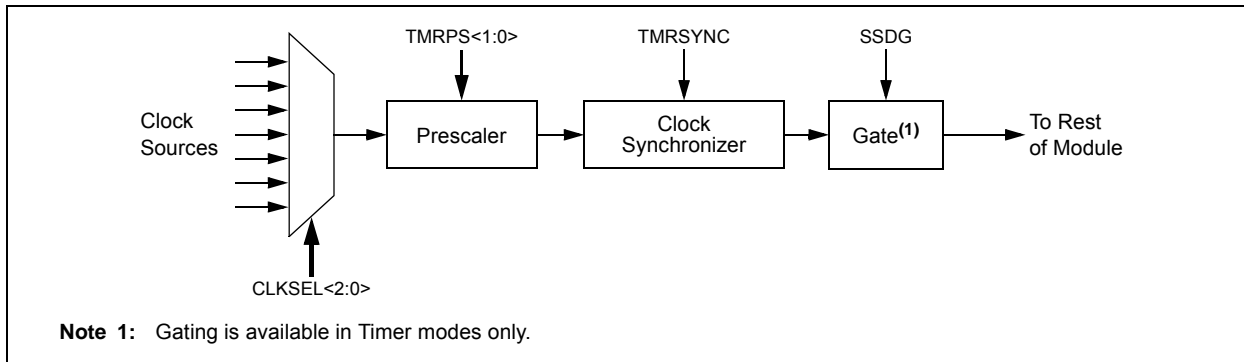 TMRPS<1:0>
TMRSYNC
SSDG
Clock
Sources
Prescaler
Clock
Synchronizer
Gate(1)
To Rest
of Module
CLKSEL<2:0>
Note 1: Gating is available in Timer modes only.